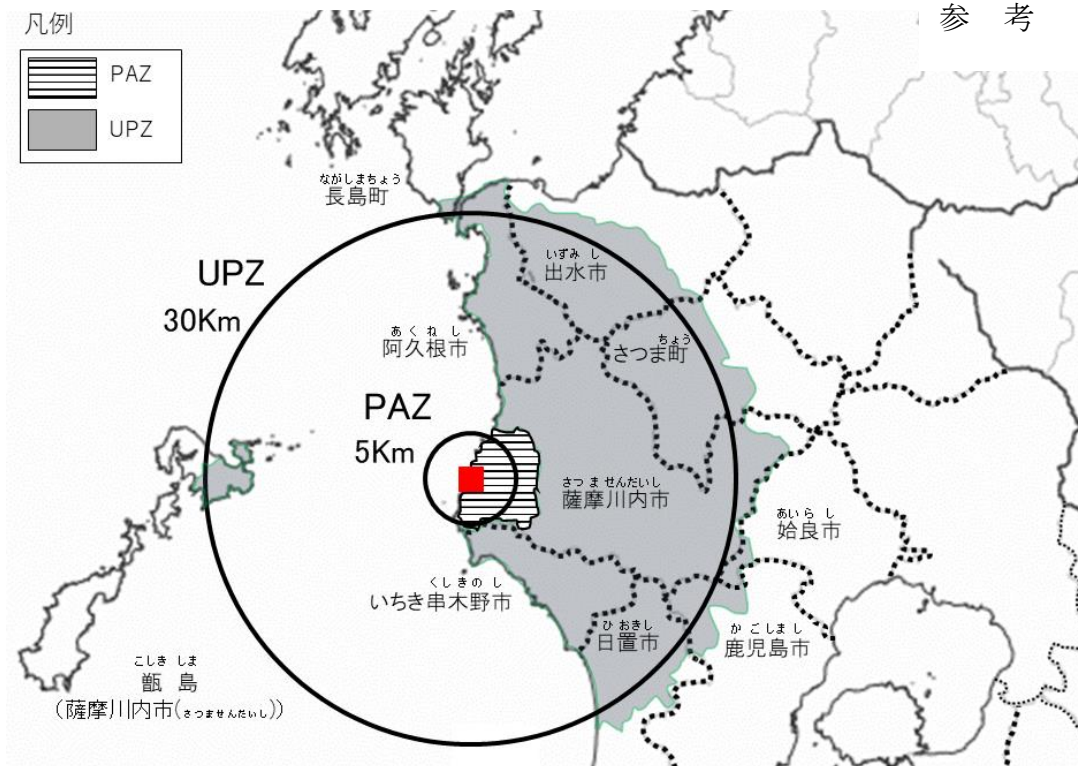 参 考
凡例
PAZ
UPZ
ながしまちょう
長島町
UPZ
30Km
いずみ し
出水市
あ く ね し
阿久根市
ちょう
さつま町
PAZ
5Km
さつ ま せんだいし
薩摩川内市
あいら し
姶良市
くしきの し
いちき串木野市
ひ おきし
日置市
か ごしま し
鹿児島市
こしき しま
甑 島
(薩摩川内市(さつませんだいし))